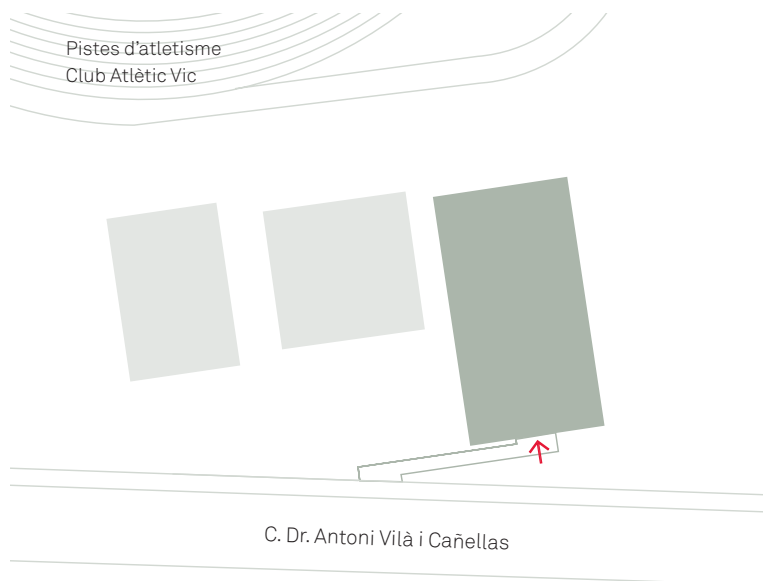 Pistes d’atletisme
Club Atlètic Vic
C. Dr. Antoni Vilà i Cañellas